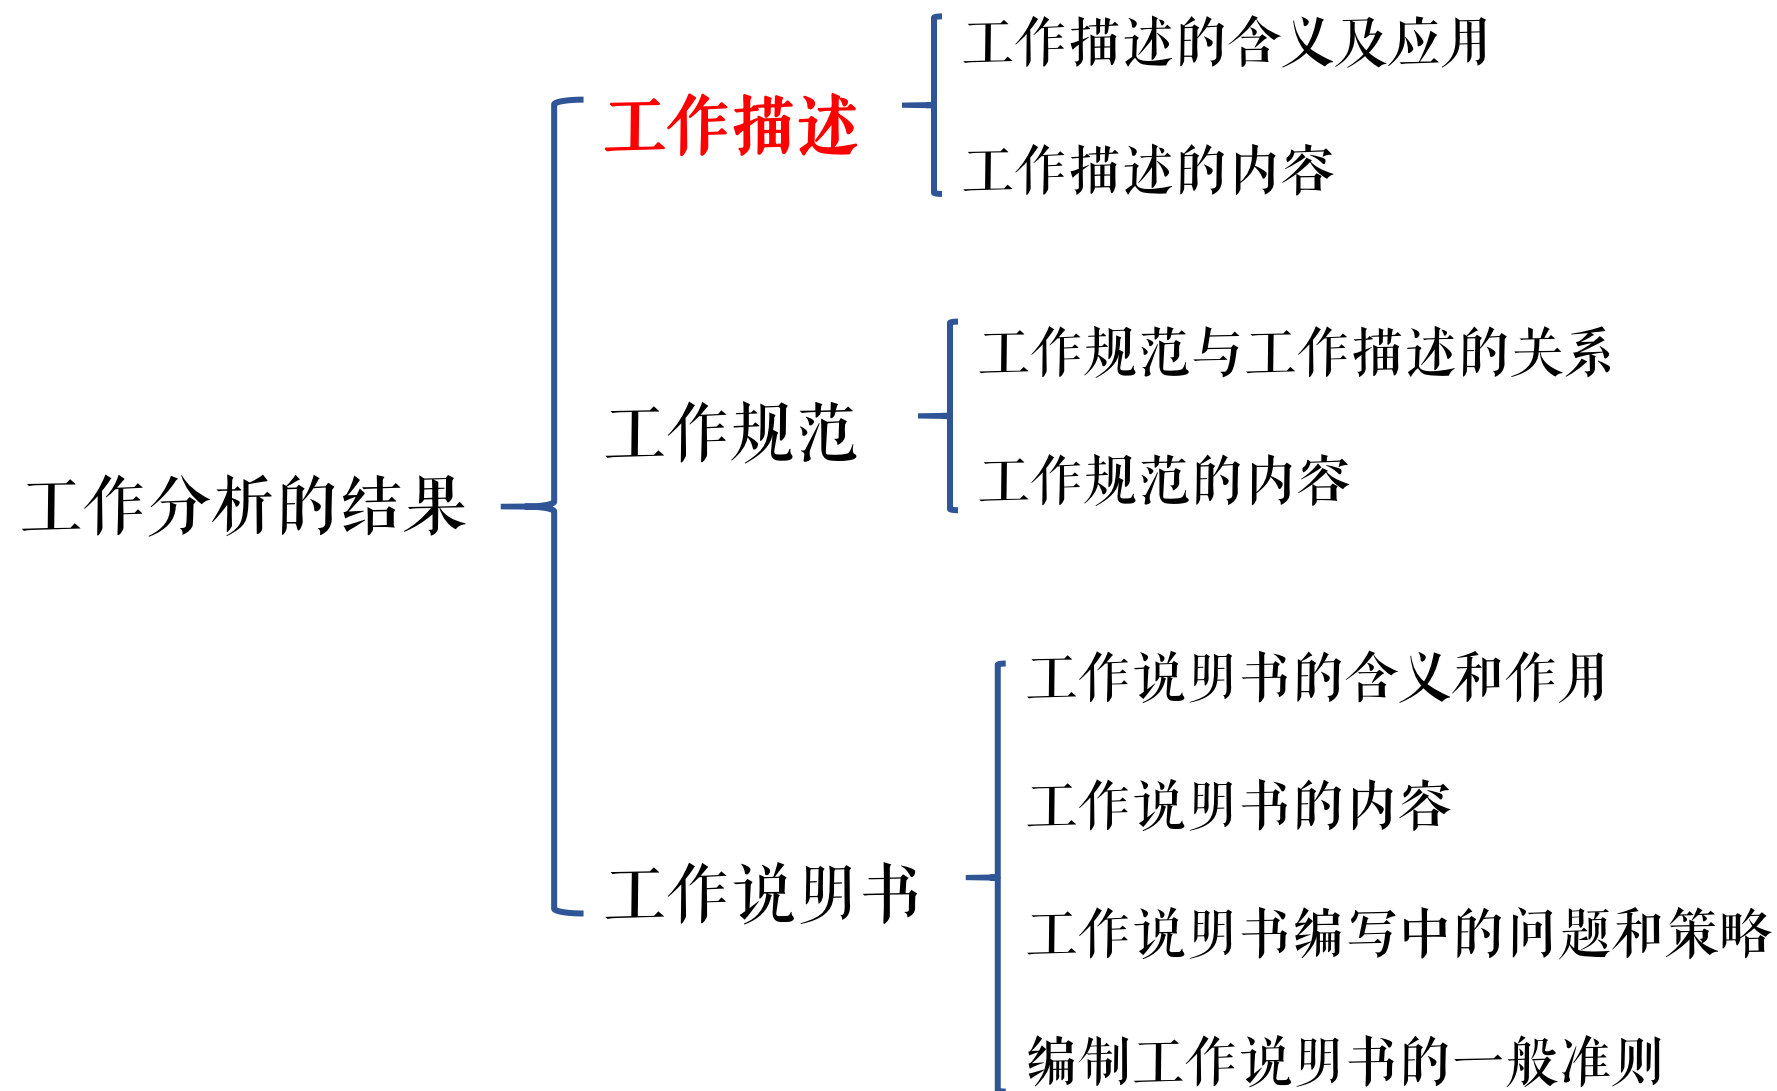 工作分析的结果
工作描述
工作描述的含义及应用
工作描述的内容
工作规范
工作规范与工作描述的关系
工作规范的内容
工作说明书
工作说明书的含义和作用
工作说明书的内容
工作说明书编写中的问题和策略
编制工作说明书的一般准则